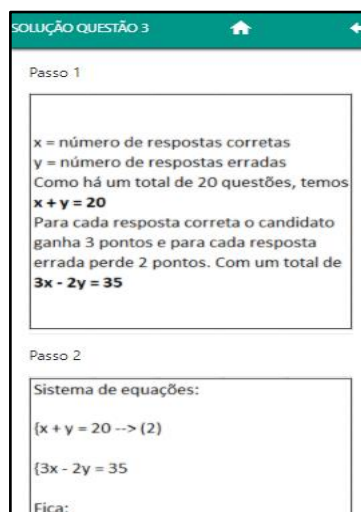 SOLUÇÃO QUESTÃO 3
Passo 1
x = número de respostas corretas
y = número de respostas erradas
Como há um total de 20 questões, temos
x + y = 20
Para cada resposta correta o candidato
ganha 3 pontos e para cada resposta
errada perde 2 pontos. Com um total de
3x - 2y = 35
Passo 2
Sistema de equações:
{x + y = 20 --> (2)
{3x - 2y = 35
Fica: